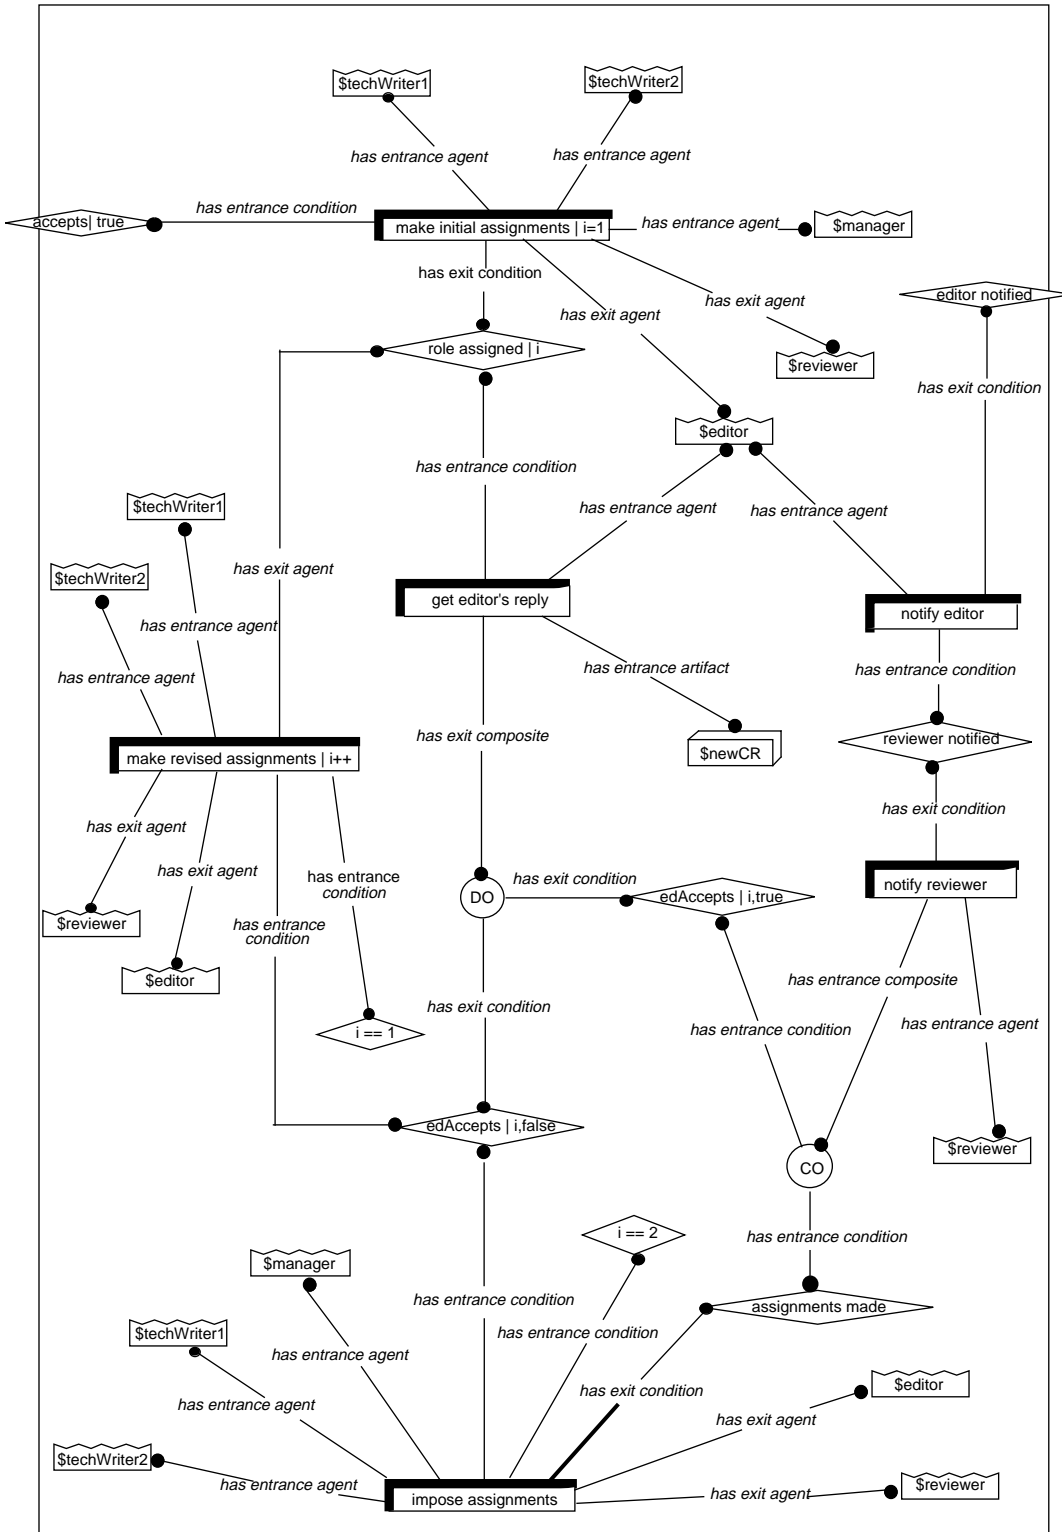 $techWriter1
$techWriter2
has entrance agent
has entrance agent
has entrance condition
accepts| true
make initial assignments | i=1
has entrance agent
$manager
has exit condition
has exit agent
has exit agent
editor notified
role assigned | i
$reviewer
has exit condition
$editor
has entrance condition
$techWriter1
has entrance agent
has entrance agent
has exit agent
$techWriter2
get editor's reply
notify editor
has entrance agent
has entrance agent
has entrance artifact
has entrance condition
has exit composite
reviewer notified
make revised assignments | i++
$newCR
has exit condition
has exit agent
has exit agent
has entrance
condition
has exit condition
notify reviewer
DO
edAccepts | i,true
$reviewer
has entrance
condition
$editor
has entrance composite
has exit condition
has entrance agent
has entrance condition
i == 1
edAccepts | i,false
$reviewer
CO
i == 2
has entrance condition
$manager
has entrance condition
assignments made
$techWriter1
has entrance condition
has entrance agent
has exit condition
$editor
has entrance agent
has exit agent
$techWriter2
has entrance agent
impose assignments
has exit agent
$reviewer